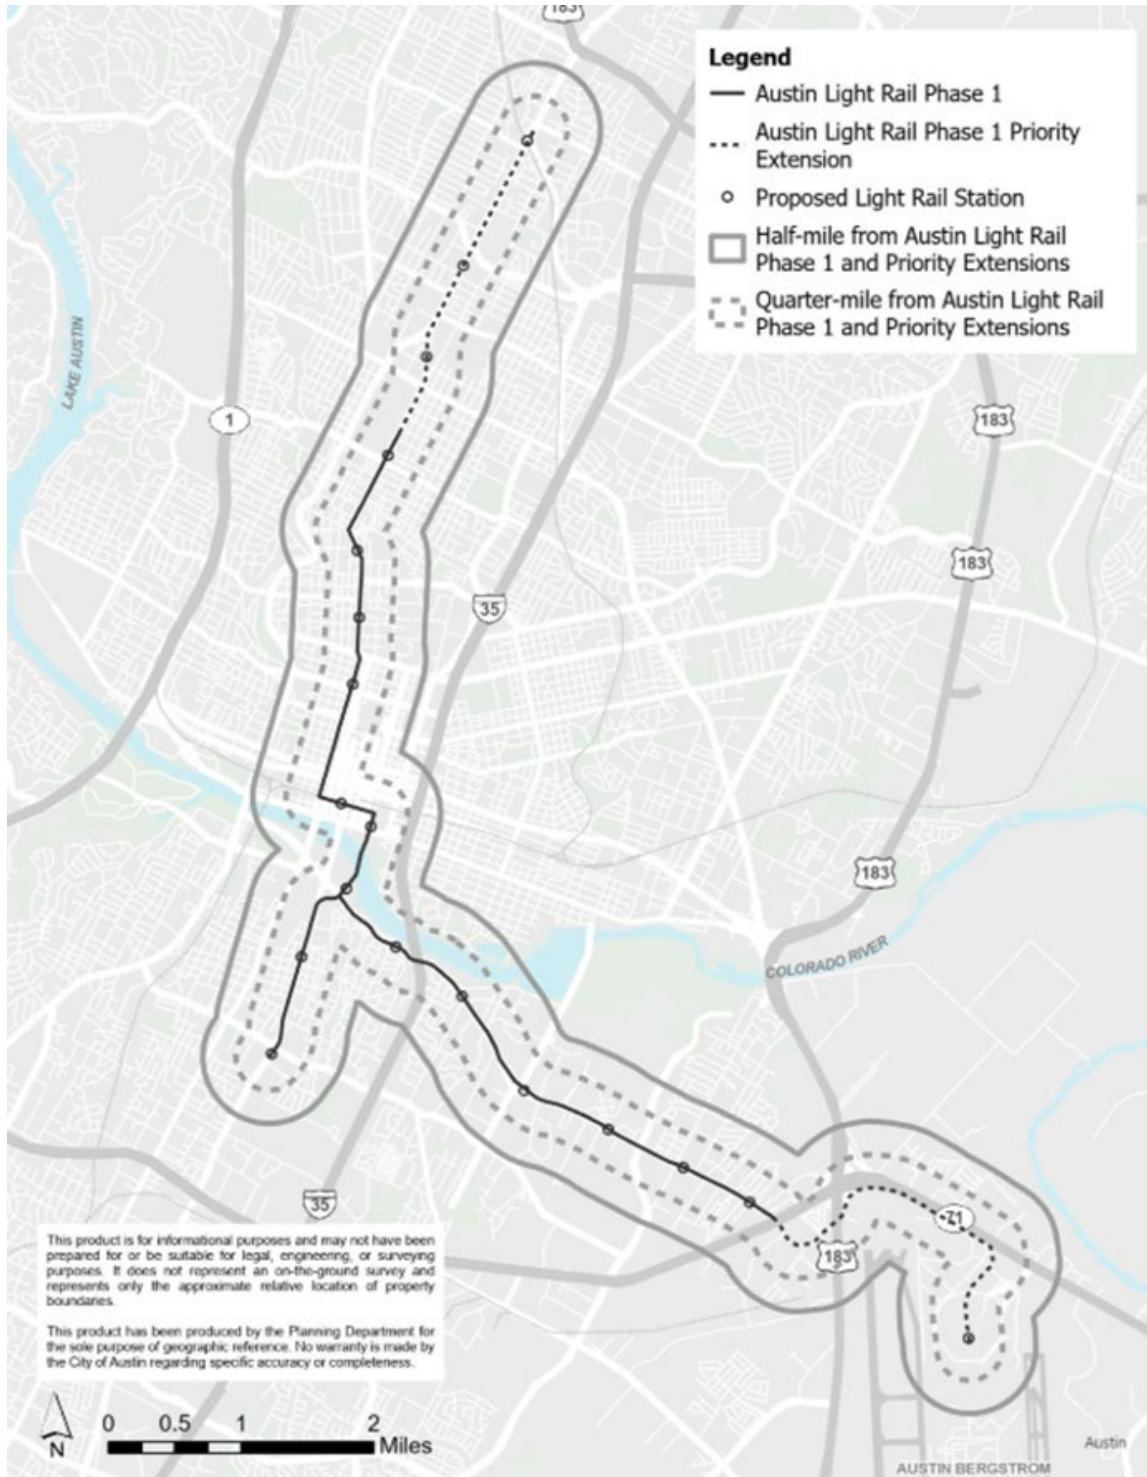 183
Legend
Austin Light Rail Phase 1
Austin Light Rail Phase 1 Priority
Extension
Proposed Light Rail Station
Half-mile from Austin Light Rail
Phase 1 and Priority Extensions
Quarter-mile from Austin Light Rail
Phase 1 and Priority Extensions
LAKE AUSTIN
1
183
183
35
183
COLORADO RIVER
35
71
183
This product is for informational purposes and may not have been
prepared for or be suitable for legal, engineering, or surveying
purposes. It does not represent an on-the-ground survey and
represents only the approximate relative location of property
boundaries.
This product has been produced by the Planning Department for
the sole purpose of geographic reference. No warranty is made by
the City of Austin regarding specific accuracy or completeness.
N
0 0.5 1 2
Miles
Austin
AUSTIN BERGSTROM